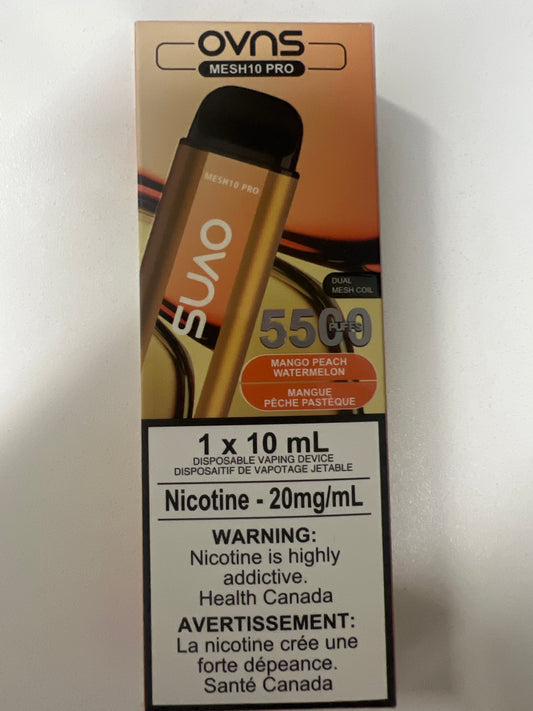 OVNS
MESH10 PRO
MESH10 PRO
OVNS
DUAL
MESH COIL
5500
PUFFS
MANGO PEACH
WATERMELON
MANGUE
PÊCHE PASTÈQUE
1 x 10 mL
DISPOSABLE VAPING DEVICE
DISPOSAITIF DE VAPOTAGE JETABLE
Nicotine - 20mg/mL
WARNING:
Nicotine is highly
addictive.
Health Canada
AVERTISSEMENT:
La nicotine crée une
forte dépeance.
Santé Canada